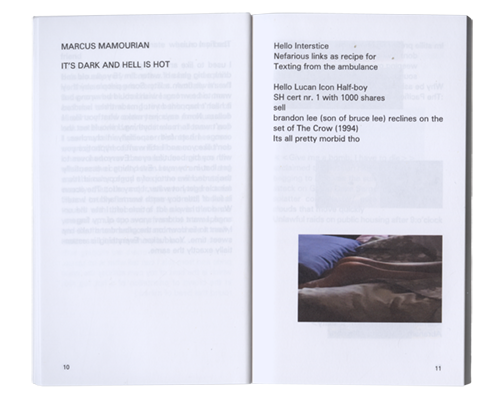 MARCUS MAMOURIAN
IT'S DARK AND HELL IS HOT
10
Hello Interstice
Nefarious links as recipe for
Texting from the ambulance
Hello Lucan Icon Half-boy
SH cert nr. 1 with 1000 shares
sell
brandon lee (son of bruce lee) reclines on the
set of The Crow (1994)
Its all pretty morbid tho
11